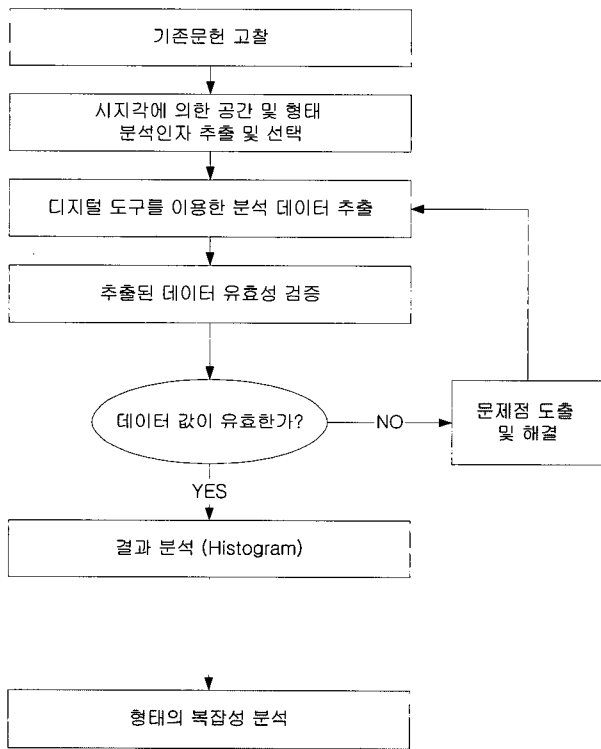 기존문헌 고찰
시지각에 의한 공간 및 형태
분석인자 추출 및 선택
디지털 도구를 이용한 분석 데이터 추출
추출된 데이터 유효성 검증
데이터 값이 유효한가?
NO
문제점 도출
및 해결
YES
결과 분석 (Histogram)
형태의 복잡성 분석